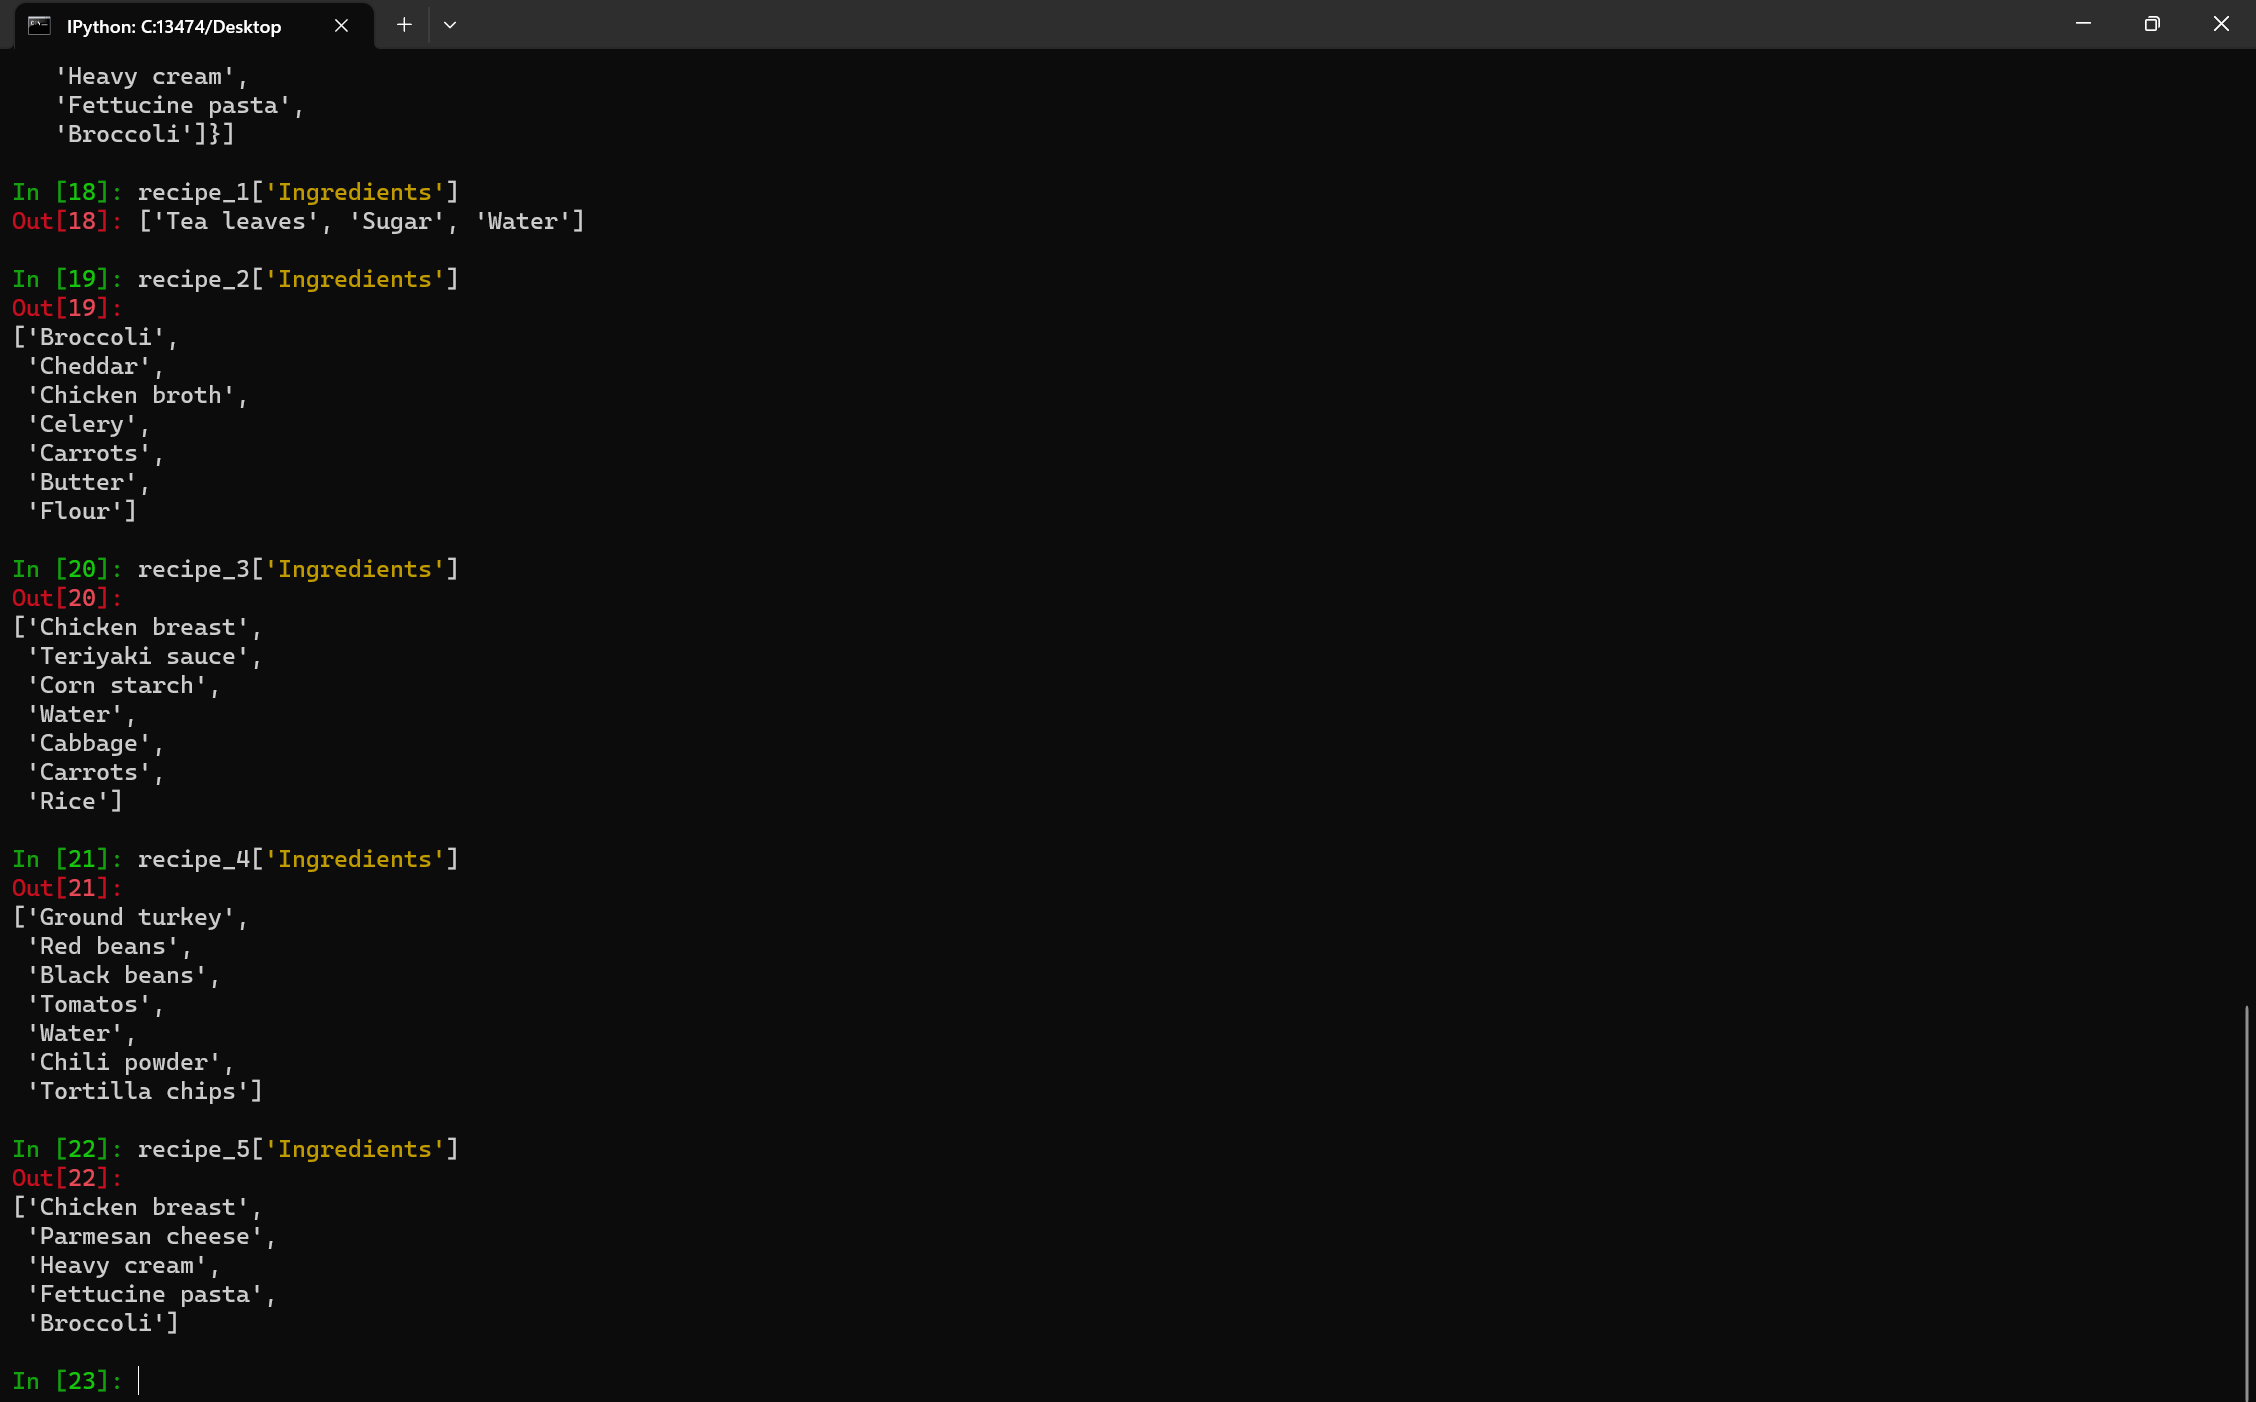 IPython: C:13474/Desktop
'Heavy cream',
'Fettucine pasta',
'Broccoli']}]
In [18]: recipe_1['Ingredients']
Out[18]: ['Tea leaves', 'Sugar', 'Water']
In [19]: recipe_2['Ingredients']
Out[19]:
['Broccoli',
'Cheddar',
'Chicken broth',
'Celery',
'Carrots',
'Butter',
'Flour']
In [20]: recipe_3['Ingredients']
Out[20]:
['Chicken breast',
'Teriyaki sauce',
'Corn starch',
'Water',
'Cabbage',
'Carrots',
'Rice']
In [21]: recipe_4['Ingredients']
Out[21]:
['Ground turkey',
'Red beans',
'Black beans',
'Tomatos',
'Water',
'Chili powder',
'Tortilla chips']
In [22]: recipe_5['Ingredients']
Out[22]:
['Chicken breast',
'Parmesan cheese',
'Heavy cream',
'Fettucine pasta',
'Broccoli']
In [23]: